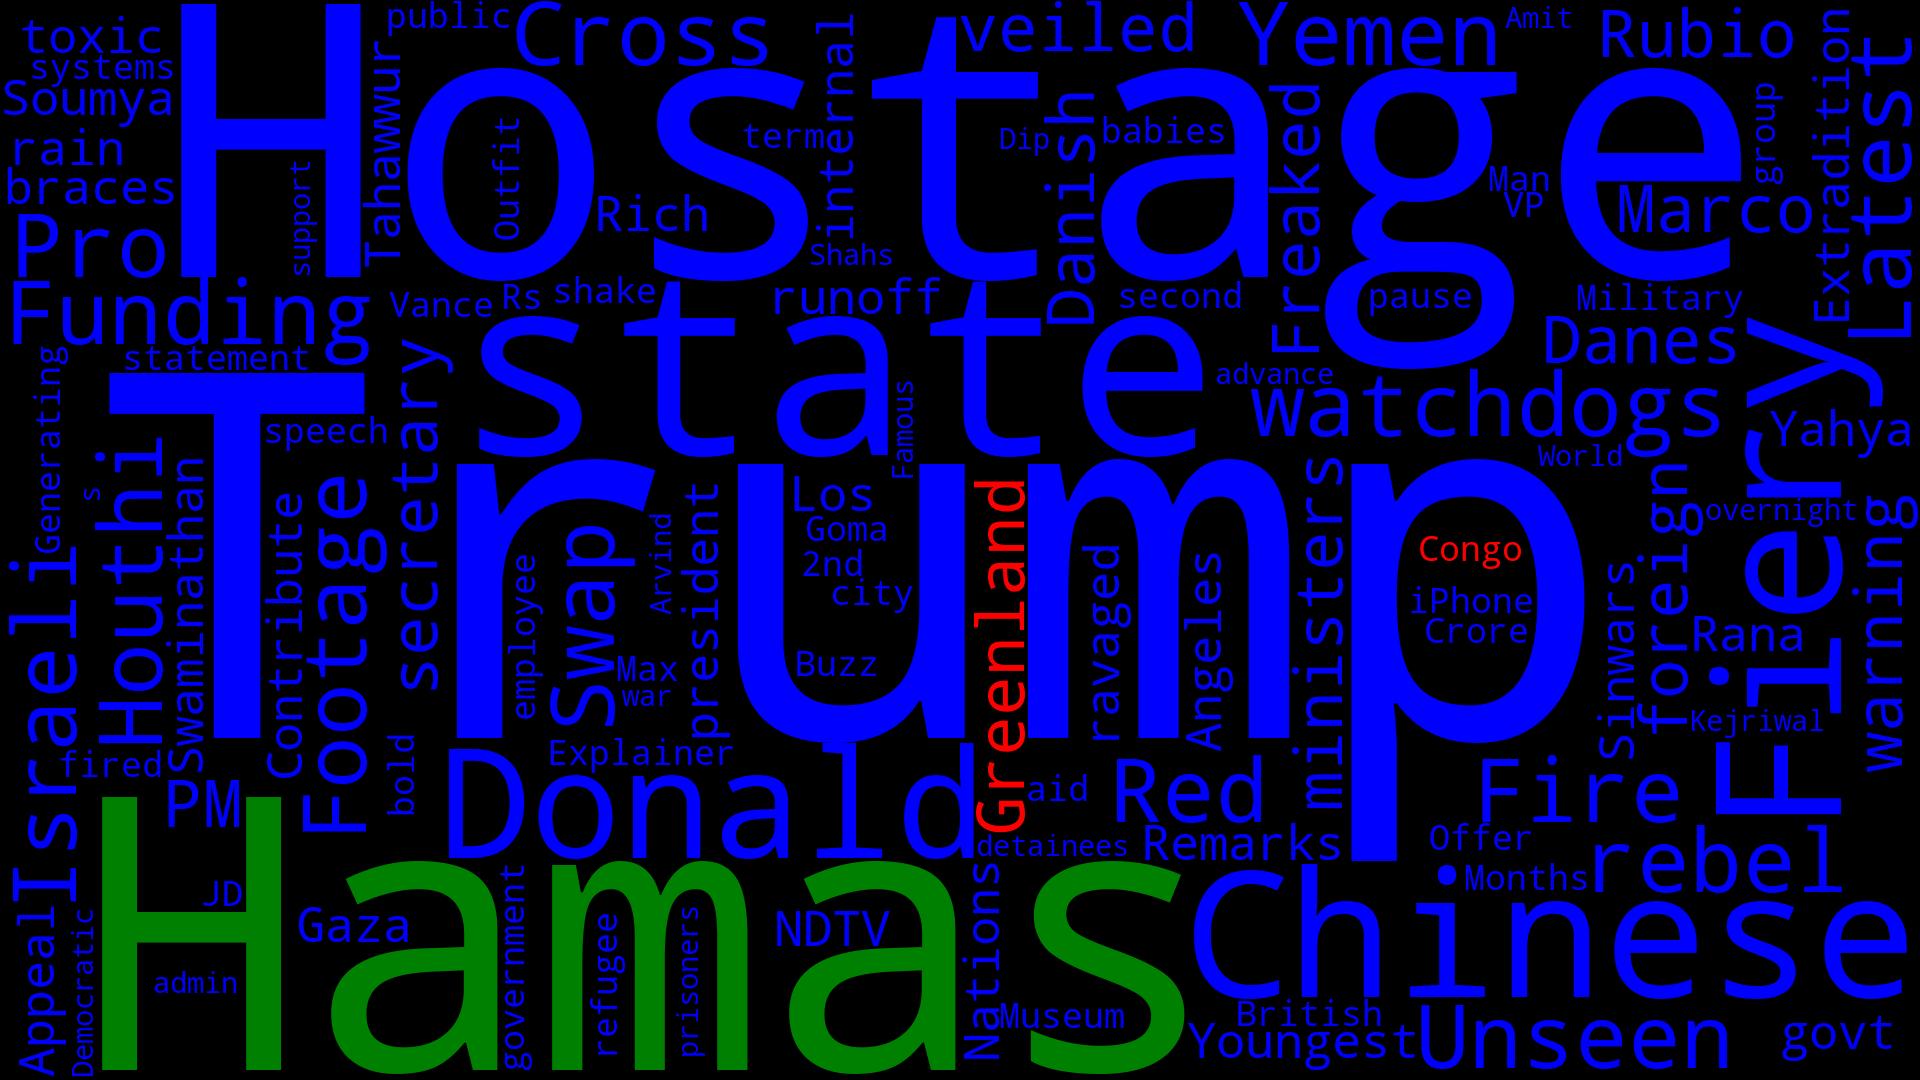 toxic
systems
Soumya
rain
braces
Pro
Funding
public
Cross
veiled
Yemen
Amit
Rubio
Latest
Hostage
Tahawwur
support
Outfit
Rich
term
internal
Shahs
Dip
Danish
babies
Freaked
Man
VP
group
Marco
Extradition
Vance
Rs
shake
runoff
second
pause
Military
Danes
statement
state
advance
watchdogs
Yahya
Generating
s
speech
secretary
Famous
World
overnight
Fiery
Trump
Israeli
Houthi
Swaminathan
Contribute
Footage
employee
Swap
Arvind
president
Los
Goma
2nd
city
Max
war
Buzz
Greenland
ravaged
Angeles
ministers
Congo
iPhone
Crore
sinwars
foreign
Rana
Kejriwal
warning
fired
PM
bold
Explainer
Donald
aid
Red
Fire
detainees
Remarks
Offer
Months
rebel
Hamas
JD
Gaza
admin
Appeal
Democratic
government
refugee
prisoners
NDTV
Nations
Museum
Chinese
British
Youngest
Unseen
govt